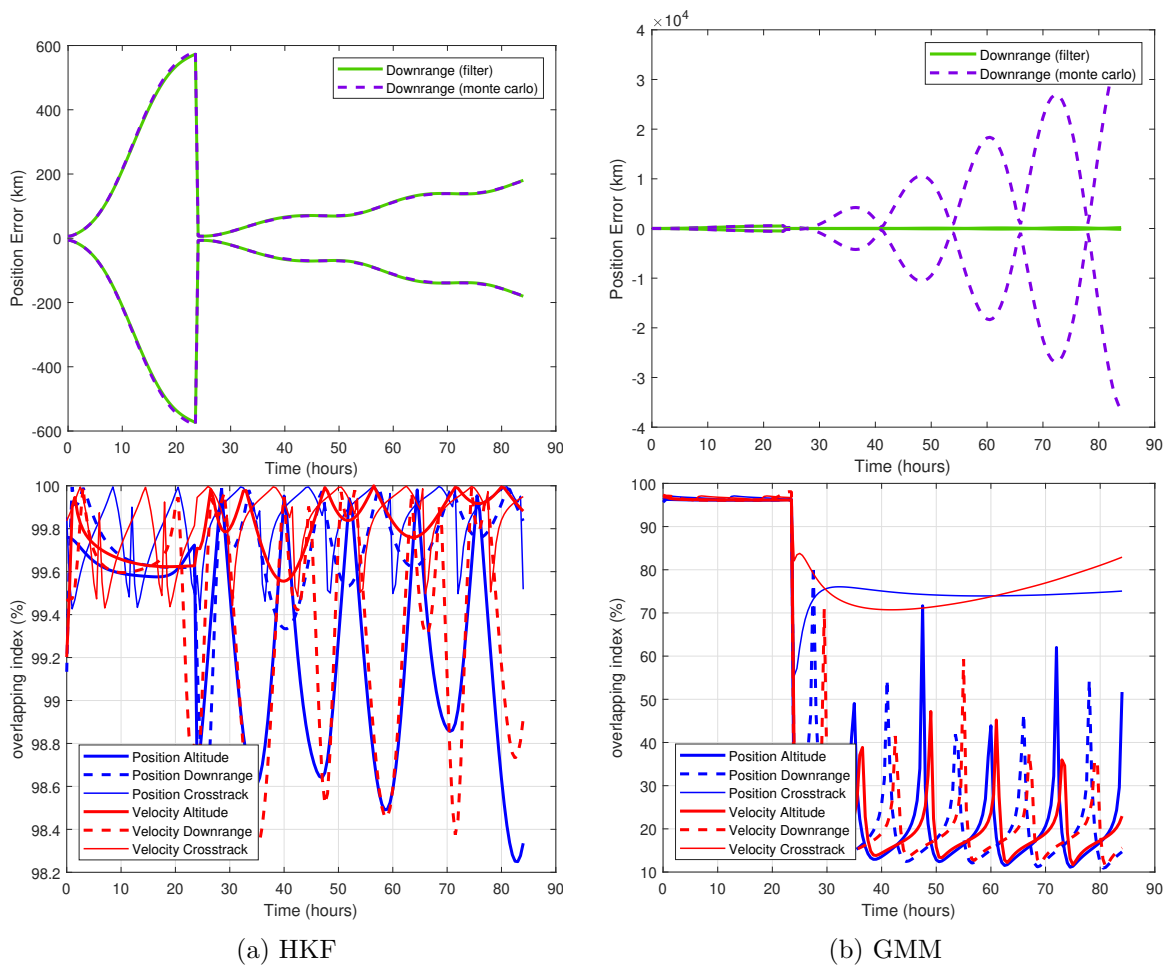 600
400
200
0
-200
-400
-600
0 10 20 30 40 50 60 70 80 90
Time (hours)
Position Error (km)
Downrange (filter)
Downrange (monte carlo)
×10⁴
4
3
2
1
0
-1
-2
-3
-4
0 10 20 30 40 50 60 70 80 90
Time (hours)
Position Error (km)
Downrange (filter)
Downrange (monte carlo)
100
99.8
99.6
99.4
99.2
99
98.8
98.6
98.4
98.2
0 10 20 30 40 50 60 70 80 90
Time (hours)
overlapping index (%)
Position Altitude
Position Downrange
Position Crosstrack
Velocity Altitude
Velocity Downrange
Velocity Crosstrack
100
90
80
70
60
50
40
30
20
10
0 10 20 30 40 50 60 70 80 90
Time (hours)
overlapping index (%)
Position Altitude
Position Downrange
Position Crosstrack
Velocity Altitude
Velocity Downrange
Velocity Crosstrack
(a) HKF
(b) GMM